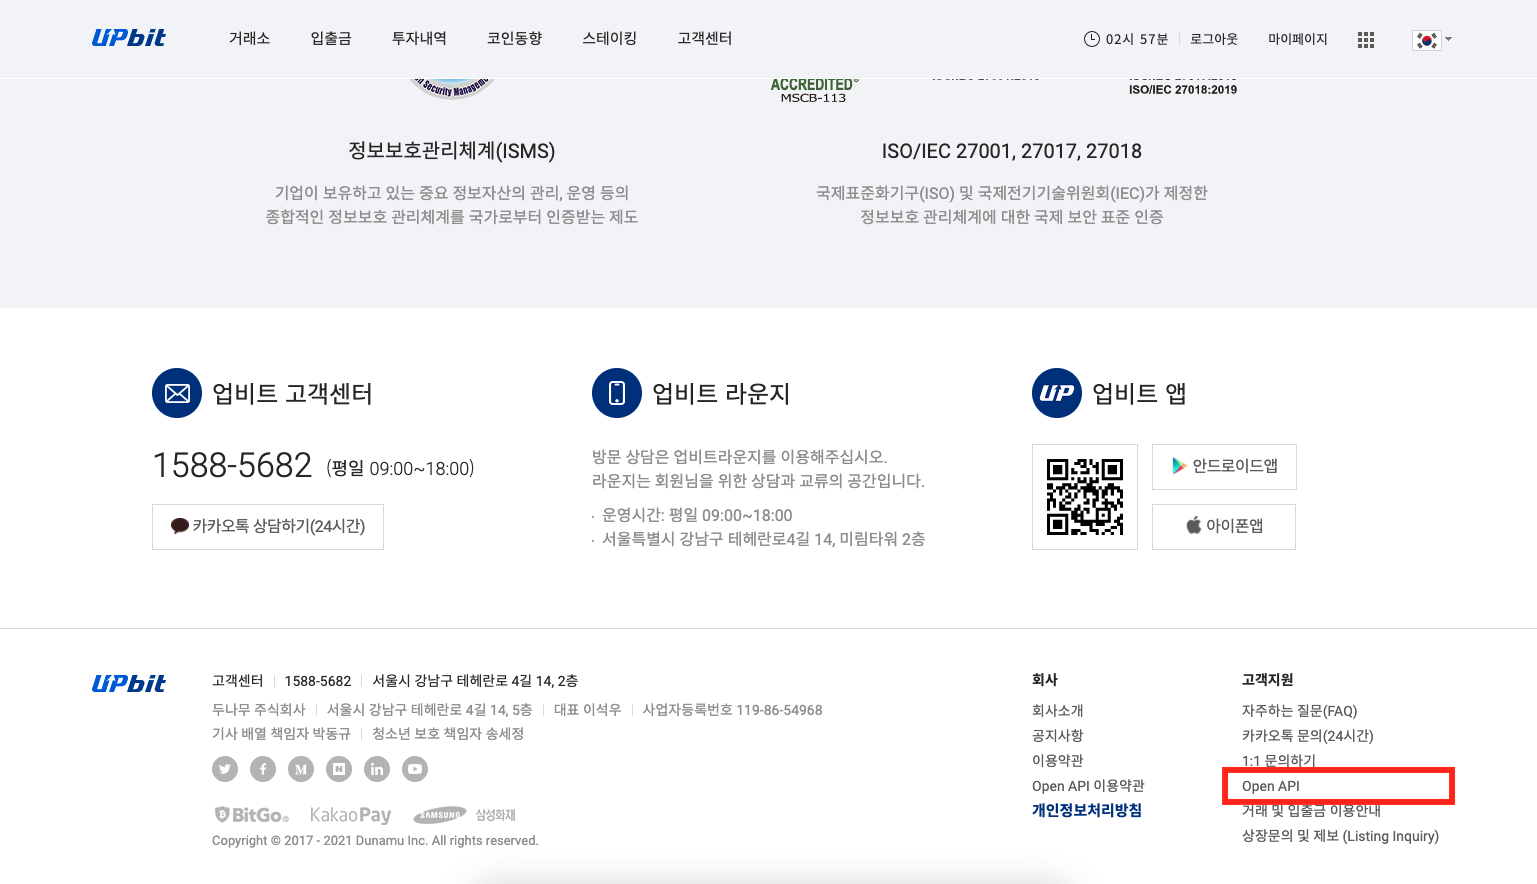 UPbit 거래소 입출금 투자내역 코인동향 스테이킹 고객센터 02시 57분 로그아웃 마이페이지
Security Manageme
ACCREDITED
MSCB-113
ISO/IEC 27018:2019
정보보호관리체계(ISMS)
기업이 보유하고 있는 중요 정보자산의 관리, 운영 등의
종합적인 정보보호 관리체계를 국가로부터 인증받는 제도
ISO/IEC 27001, 27017, 27018
국제표준화기구(ISO) 및 국제전기기술위원회(IEC)가 제정한
정보보호 관리체계에 대한 국제 보안 표준 인증
업비트 고객센터
1588-5682 (평일 09:00~18:00)
카카오톡 상담하기(24시간)
업비트 라운지
방문 상담은 업비트라운지를 이용해주십시오.
라운지는 회원님을 위한 상담과 교류의 공간입니다.
· 운영시간: 평일 09:00~18:00
· 서울특별시 강남구 테헤란로4길 14, 미림타워 2층
UP 업비트 앱
안드로이드앱
아이폰앱
UPbit
고객센터 1588-5682 서울시 강남구 테헤란로 4길 14, 2층
두나무 주식회사 서울시 강남구 테헤란로 4길 14, 5층 대표 이석우 사업자등록번호 119-86-54968
기사 배열 책임자 박동규 청소년 보호 책임자 송세정
BitGo KakaoPay SAMSUNG 삼성화재
Copyright © 2017 - 2021 Dunamu Inc. All rights reserved.
회사
회사소개
공지사항
이용약관
Open API 이용약관
개인정보처리방침
고객지원
자주하는 질문(FAQ)
카카오톡 문의(24시간)
1:1 문의하기
Open API
거래 및 입출금 이용안내
상장문의 및 제보 (Listing Inquiry)